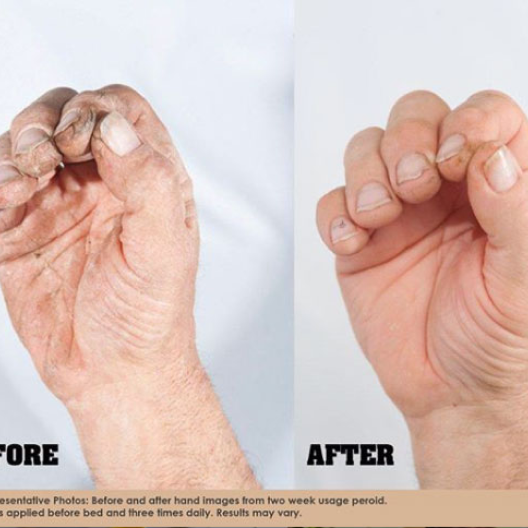 FORE
AFTER
esentative Photos: Before and after hand images from two week usage peroid.
s applied before bed and three times daily. Results may vary.